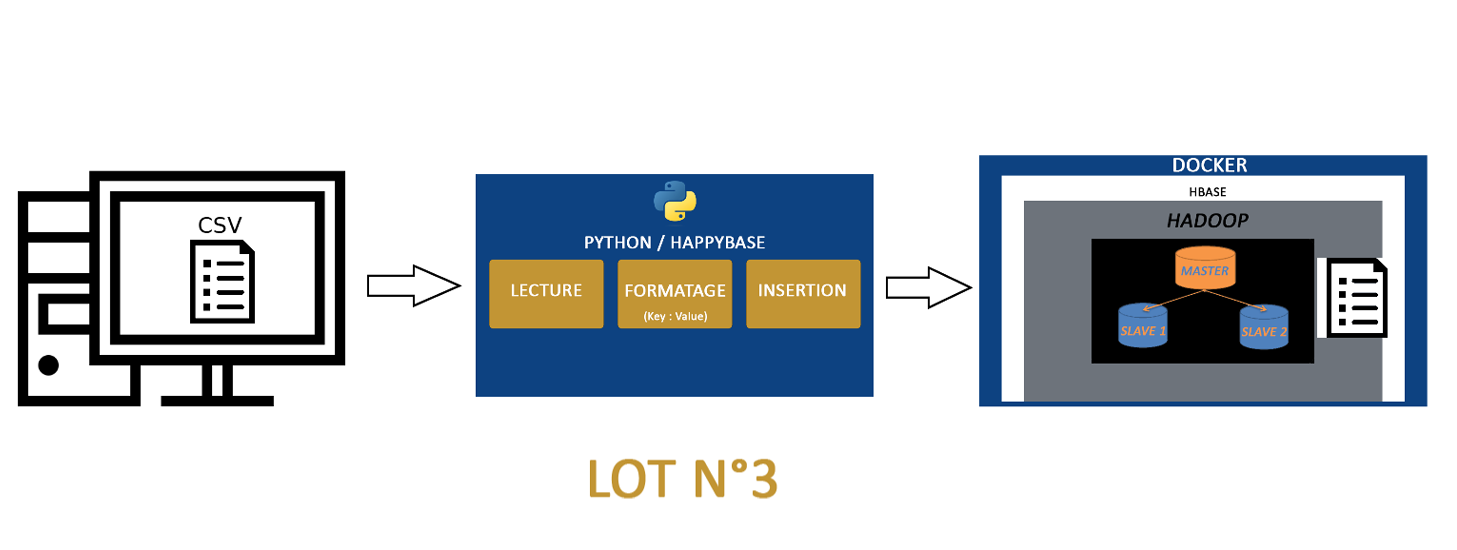 CSV
PYTHON / HAPPYBASE
LECTURE
FORMATAGE
(Key : Value)
INSERTION
DOCKER
HBASE
HADOOP
MASTER
SLAVE 1
SLAVE 2
LOT N°3